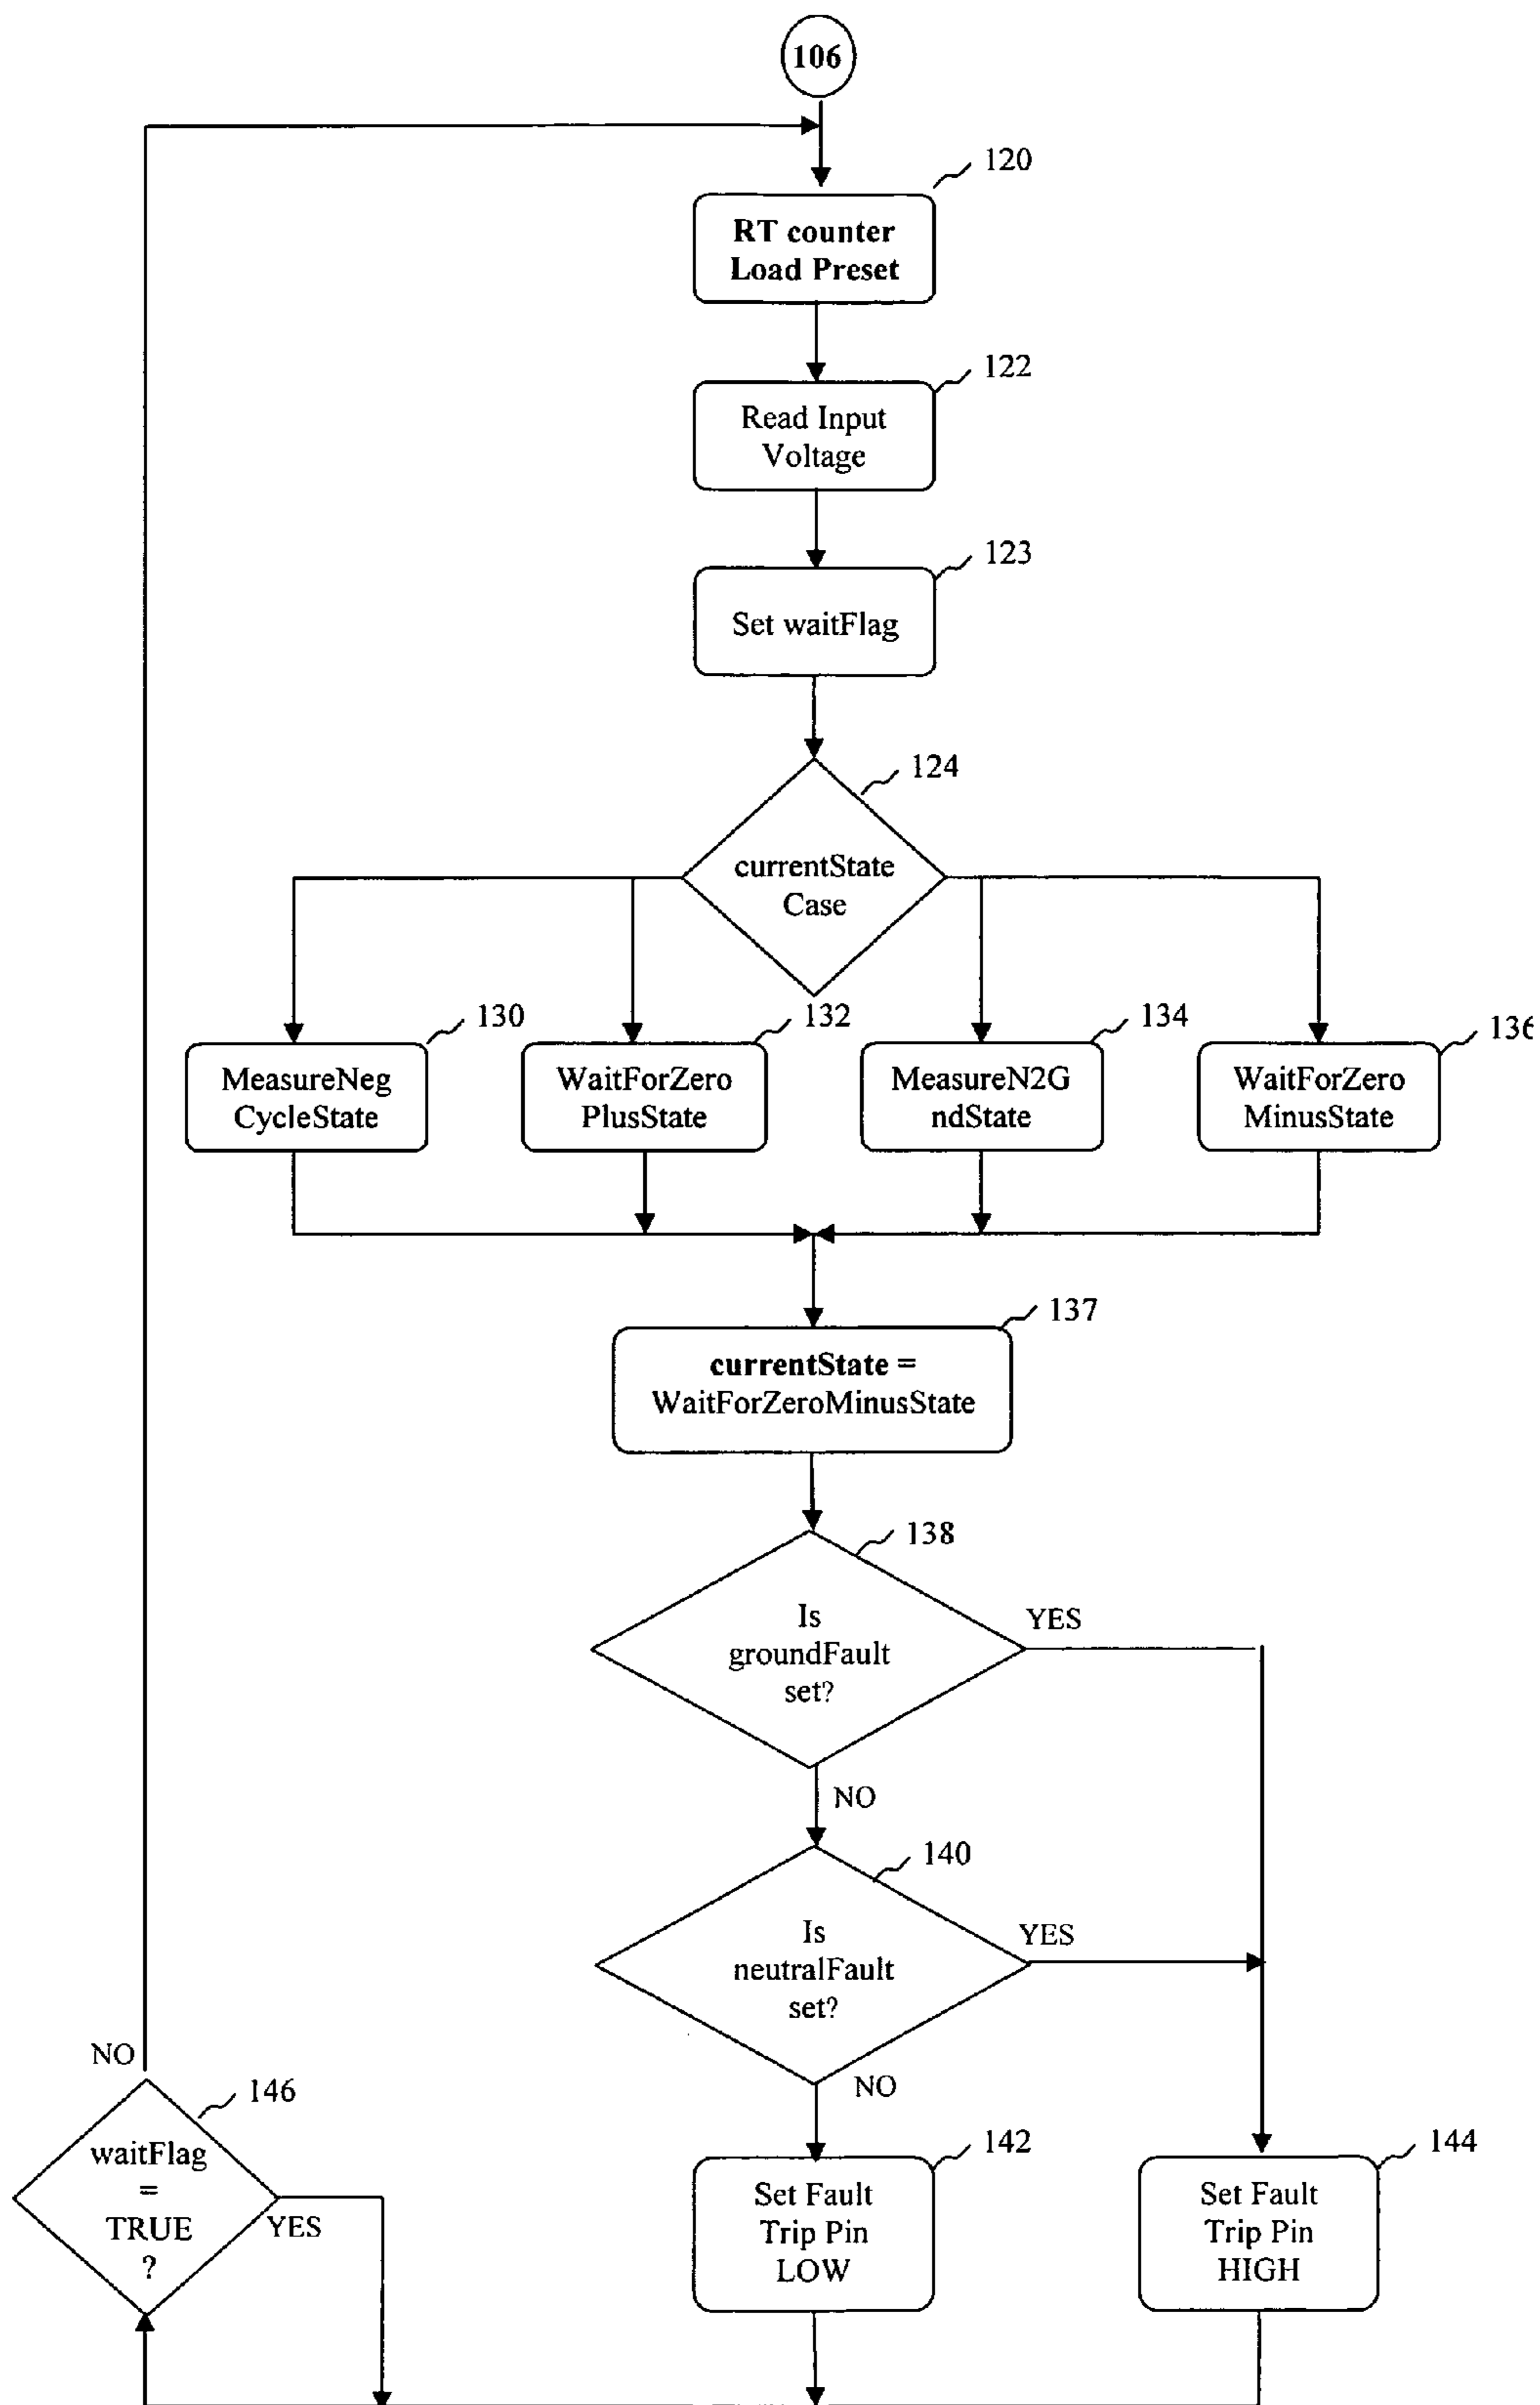 106
120
RT counter
Load Preset
122
Read Input
Voltage
123
Set waitFlag
124
currentState
Case
130
132
134
136
MeasureNeg
CycleState
WaitForZero
PlusState
MeasureN2G
ndState
WaitForZero
MinusState
137
currentState =
WaitForZeroMinusState
138
Is
groundFault
set?
YES
NO
140
Is
neutralFault
set?
YES
NO
NO
146
waitFlag
=
TRUE
?
YES
142
Set Fault
Trip Pin
LOW
144
Set Fault
Trip Pin
HIGH